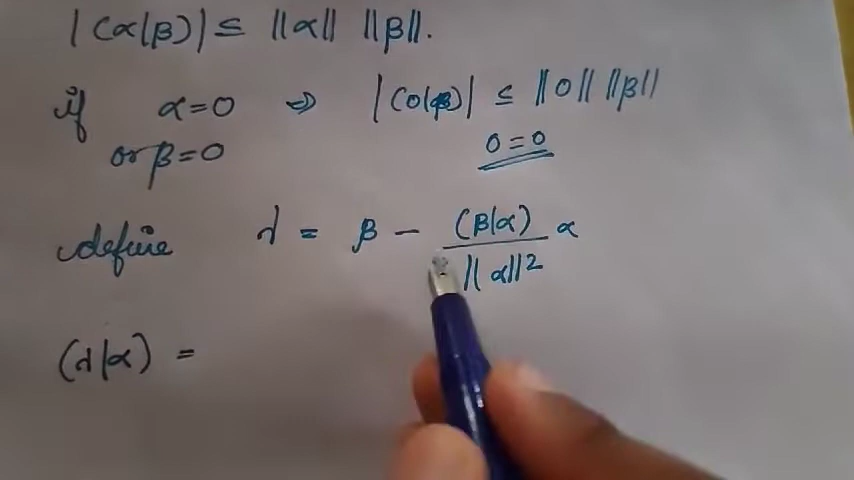 |(α|β)| ≤ ||α|| ||β||.
if α=0 ⇒ |(0|β)| ≤ ||0|| ||β||
or β=0 0=0
define γ = β - (β|α)/||α||² α
(γ|α) =